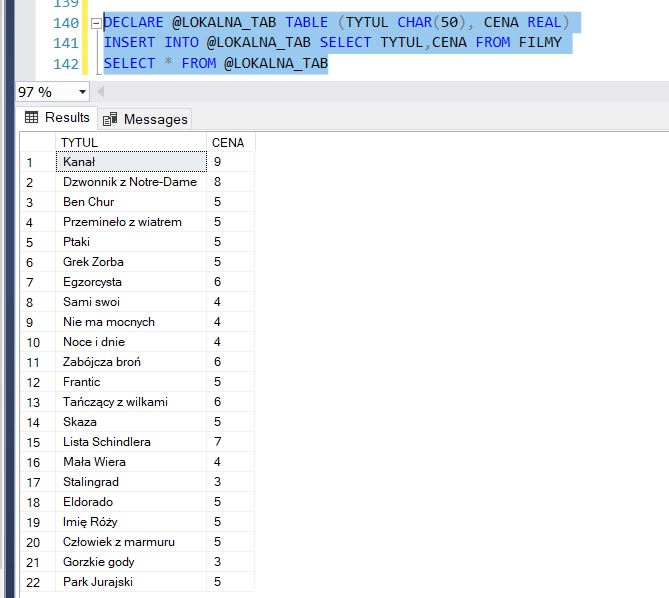 139
140 DECLARE @LOKALNA_TAB TABLE (TYTUL CHAR(50), CENA REAL)
141 INSERT INTO @LOKALNA_TAB SELECT TYTUL,CENA FROM FILMY
142 SELECT * FROM @LOKALNA_TAB
97 %
Results Messages
TYTUL CENA
1 Kanał 9
2 Dzwonnik z Notre-Dame 8
3 Ben Chur 5
4 Przemineło z wiatrem 5
5 Ptaki 5
6 Grek Zorba 5
7 Egzorcysta 6
8 Sami swoi 4
9 Nie ma mocnych 4
10 Noce i dnie 4
11 Zabójcza broń 6
12 Frantic 5
13 Tańczący z wilkami 6
14 Skaza 5
15 Lista Schindlera 7
16 Mała Wiera 4
17 Stalingrad 3
18 Eldorado 5
19 Imię Róży 5
20 Człowiek z marmuru 5
21 Gorzkie gody 3
22 Park Jurajski 5